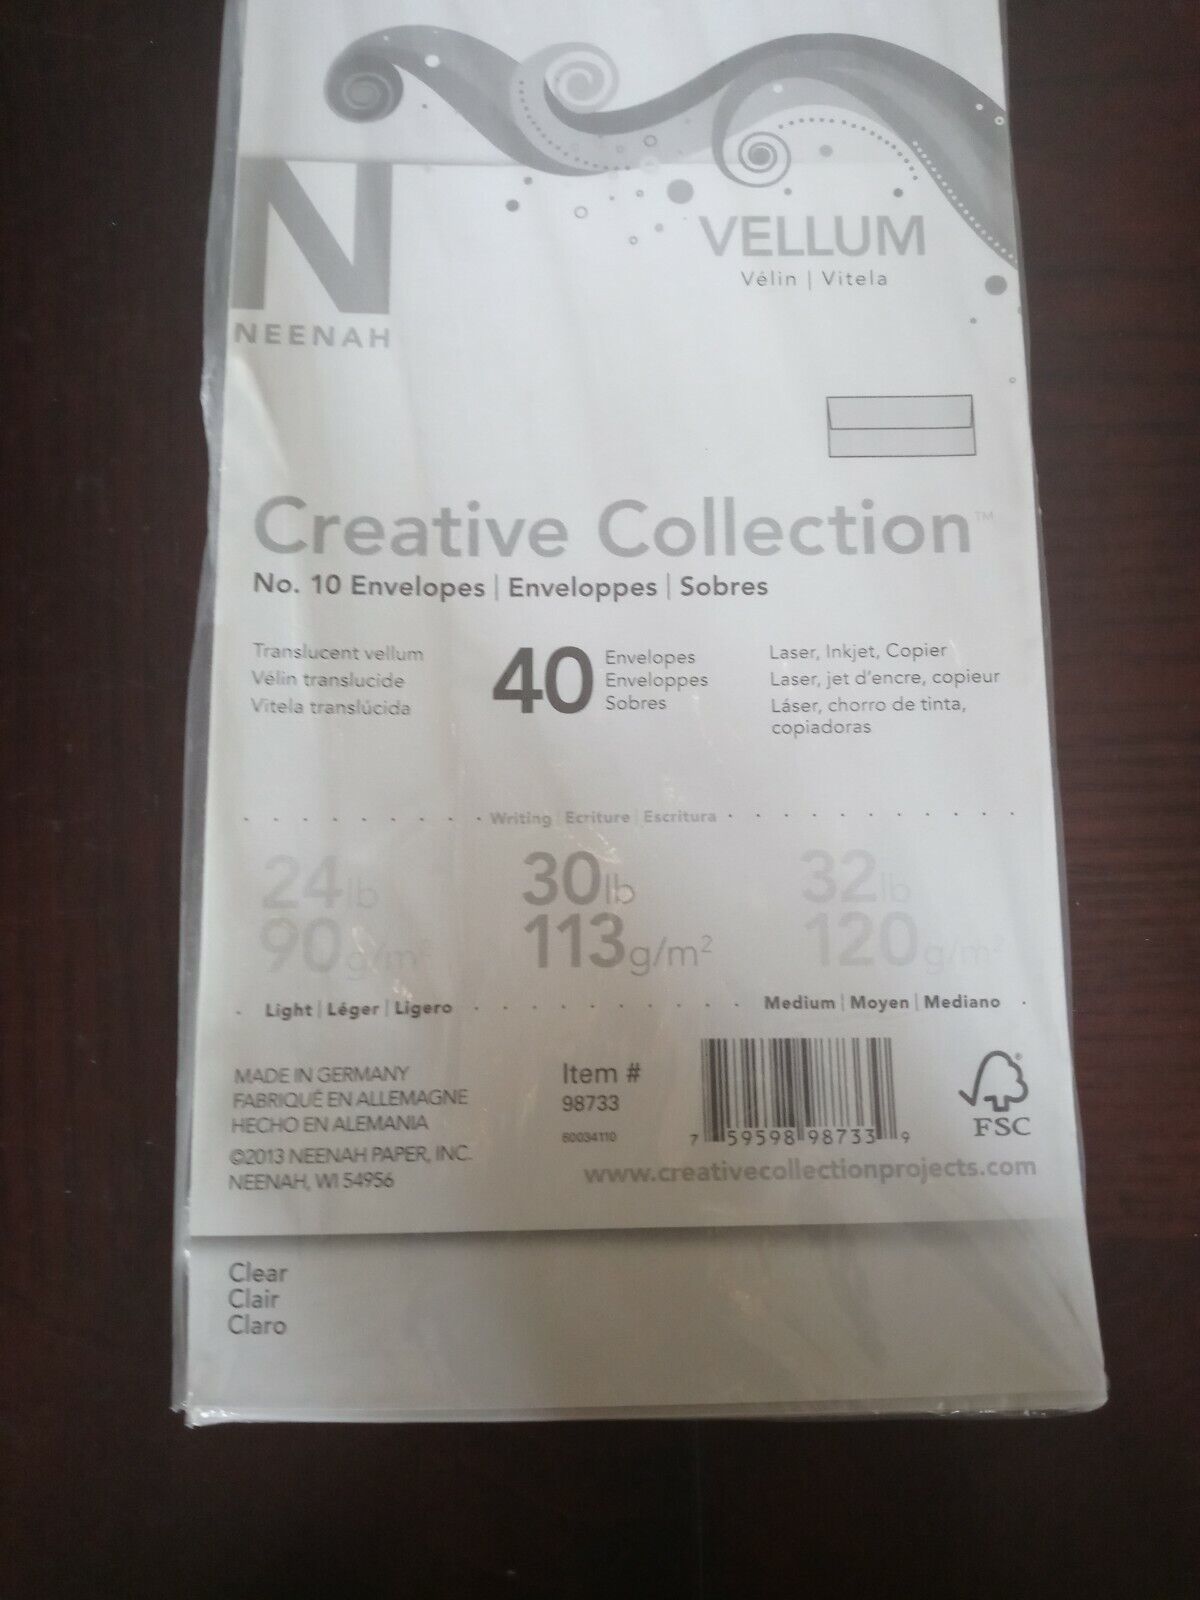 N
NEENAH
VELLUM
Vélin | Vitela
Creative Collection™
No. 10 Envelopes | Enveloppes | Sobres
Translucent vellum
Vélin translucide
Vitela translúcida
40
Envelopes
Enveloppes
Sobres
Laser, Inkjet, Copier
Laser, jet d'encre, copieur
Láser, chorro de tinta,
copiadoras
Writing | Ecriture | Escritura
24lb
90g/m²
30lb
113g/m²
32lb
120g/m²
Light | Léger | Ligero
Medium | Moyen | Mediano
MADE IN GERMANY
FABRIQUÉ EN ALLEMAGNE
HECHO EN ALEMANIA
©2013 NEENAH PAPER, INC.
NEENAH, WI 54956
Item #
98733
60034110
7 59598 98733 9
FSC®
www.creativecollectionprojects.com
Clear
Clair
Claro